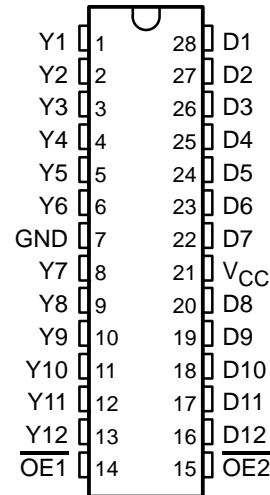 Y1 1 28 D1
Y2 2 27 D2
Y3 3 26 D3
Y4 4 25 D4
Y5 5 24 D5
Y6 6 23 D6
GND 7 22 D7
Y7 8 21 VCC
Y8 9 20 D8
Y9 10 19 D9
Y10 11 18 D10
Y11 12 17 D11
Y12 13 16 D12
O̅E̅1̅ 14 15 O̅E̅2̅